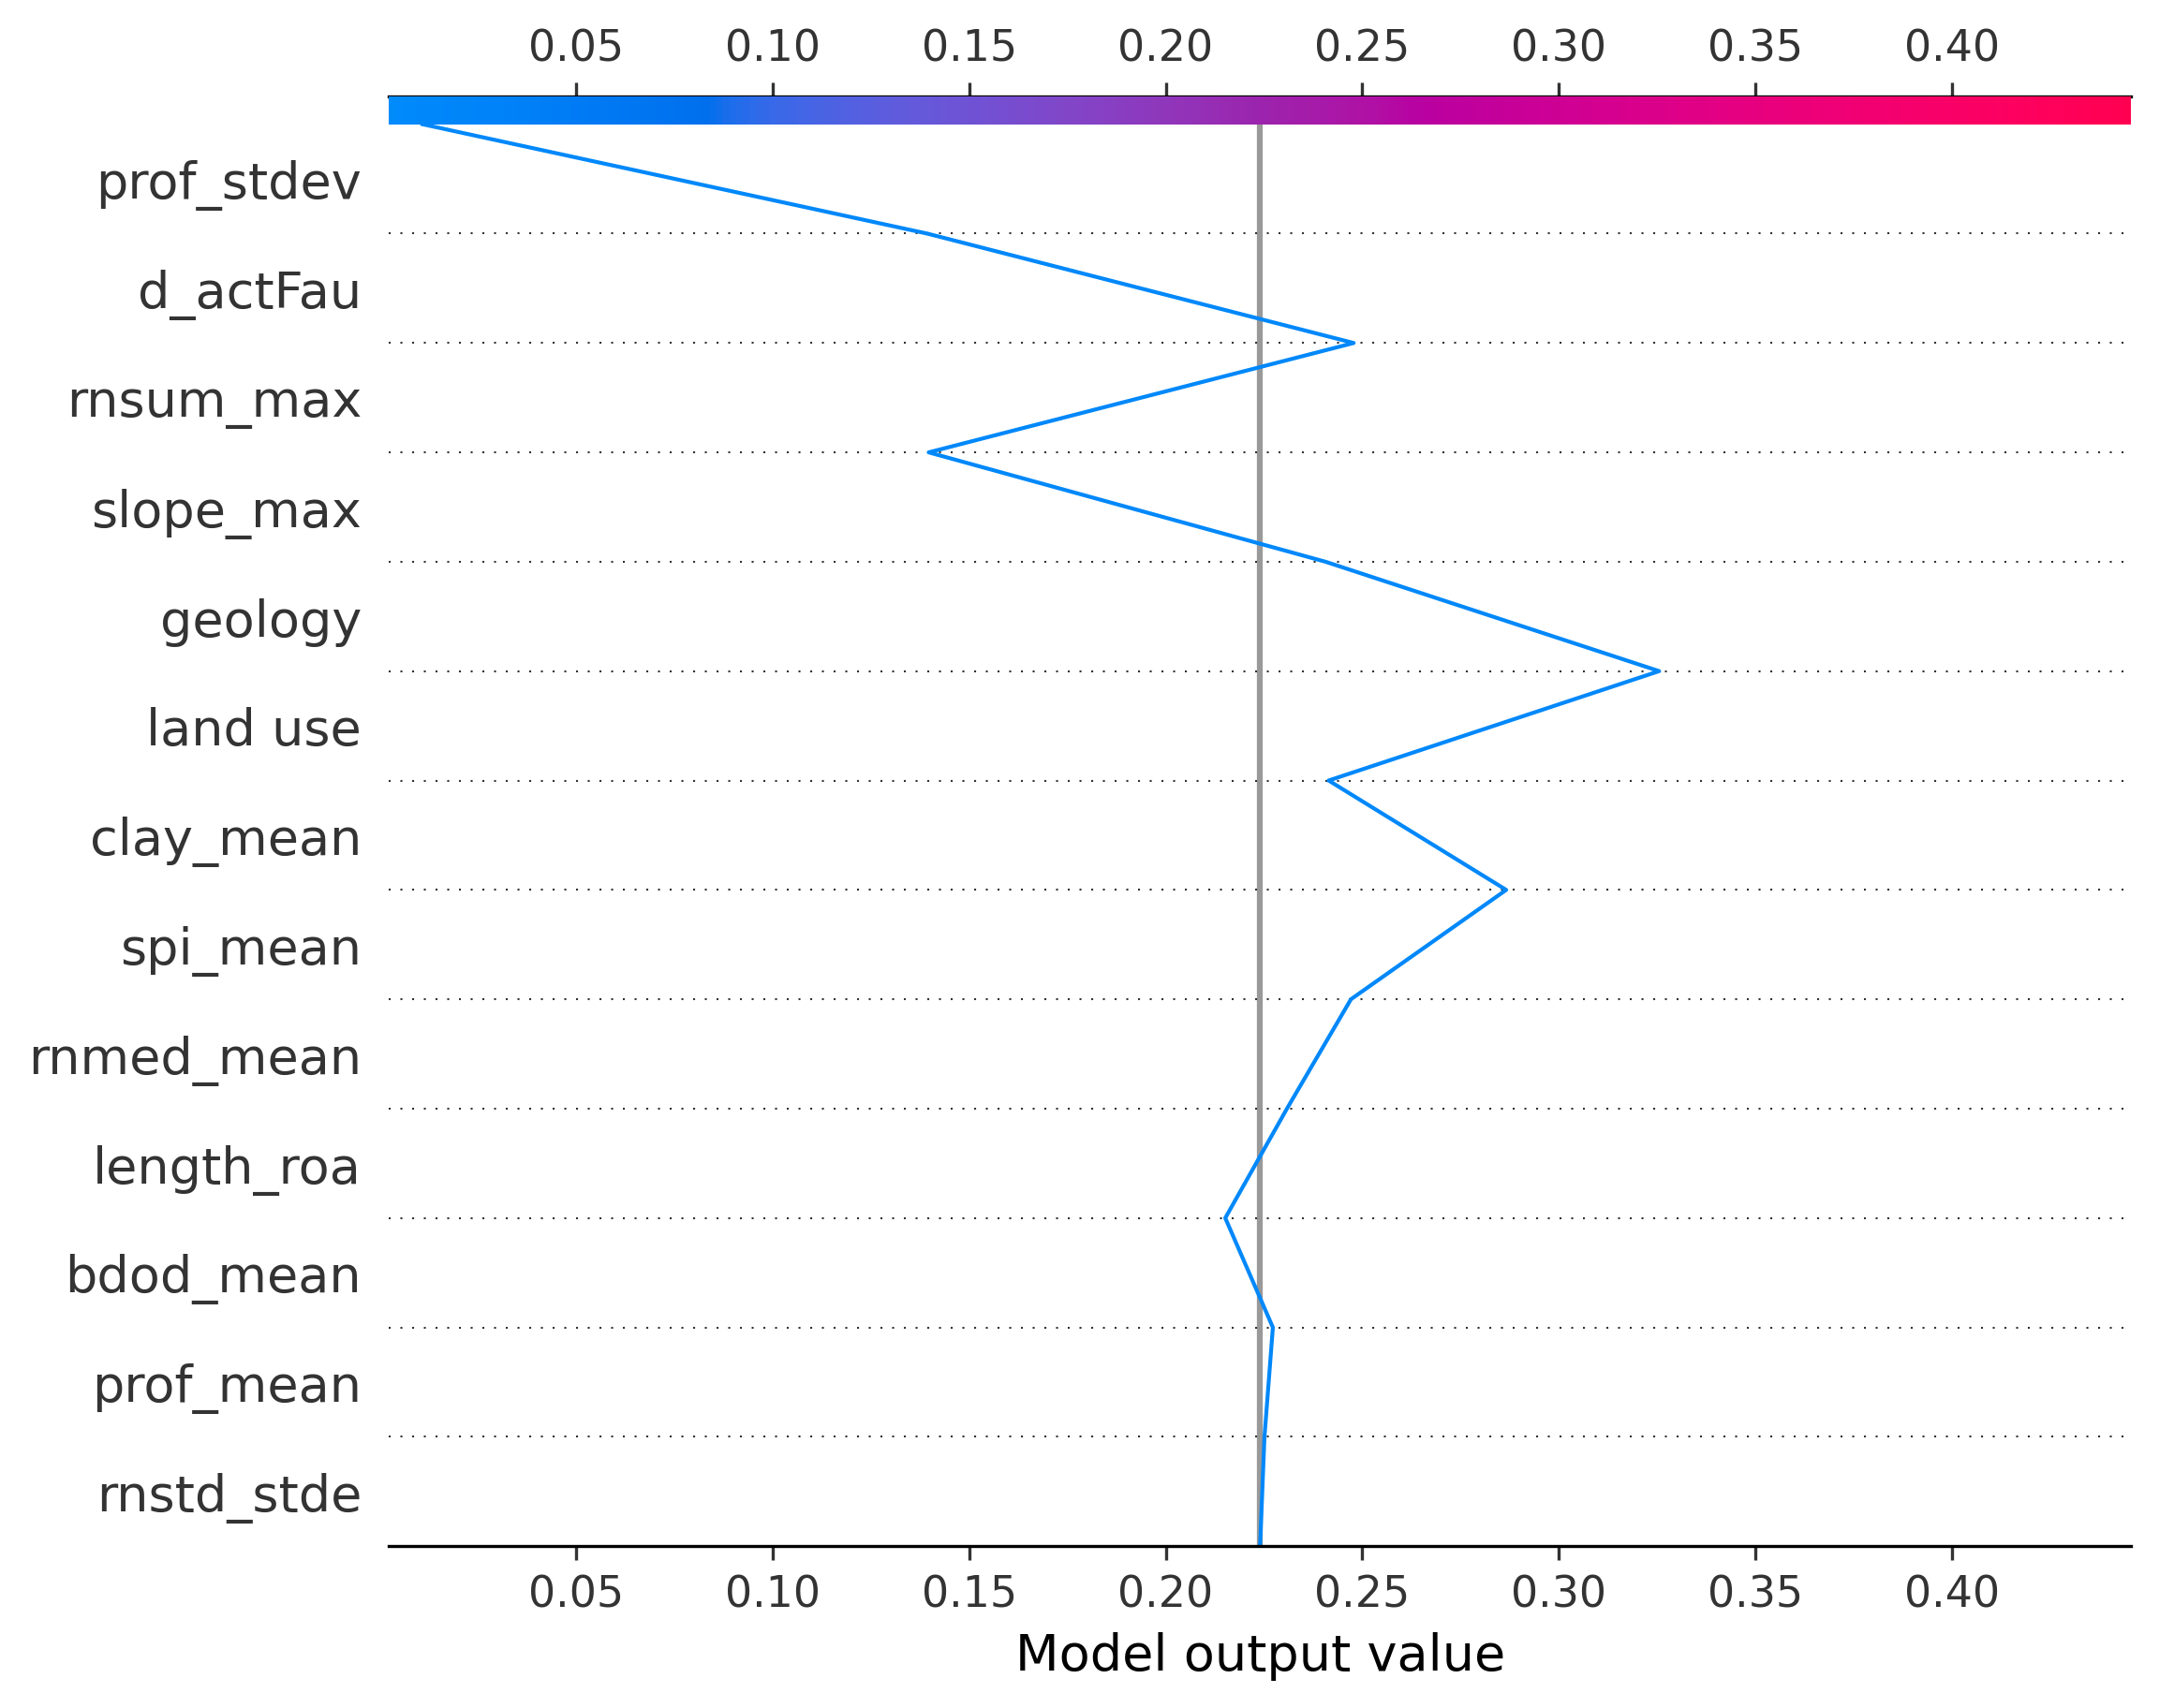 0.05 0.10 0.15 0.20 0.25 0.30 0.35 0.40
prof_stdev
d_actFau
rnsum_max
slope_max
geology
land use
clay_mean
spi_mean
rnmed_mean
length_roa
bdod_mean
prof_mean
rnstd_stde
0.05 0.10 0.15 0.20 0.25 0.30 0.35 0.40
Model output value